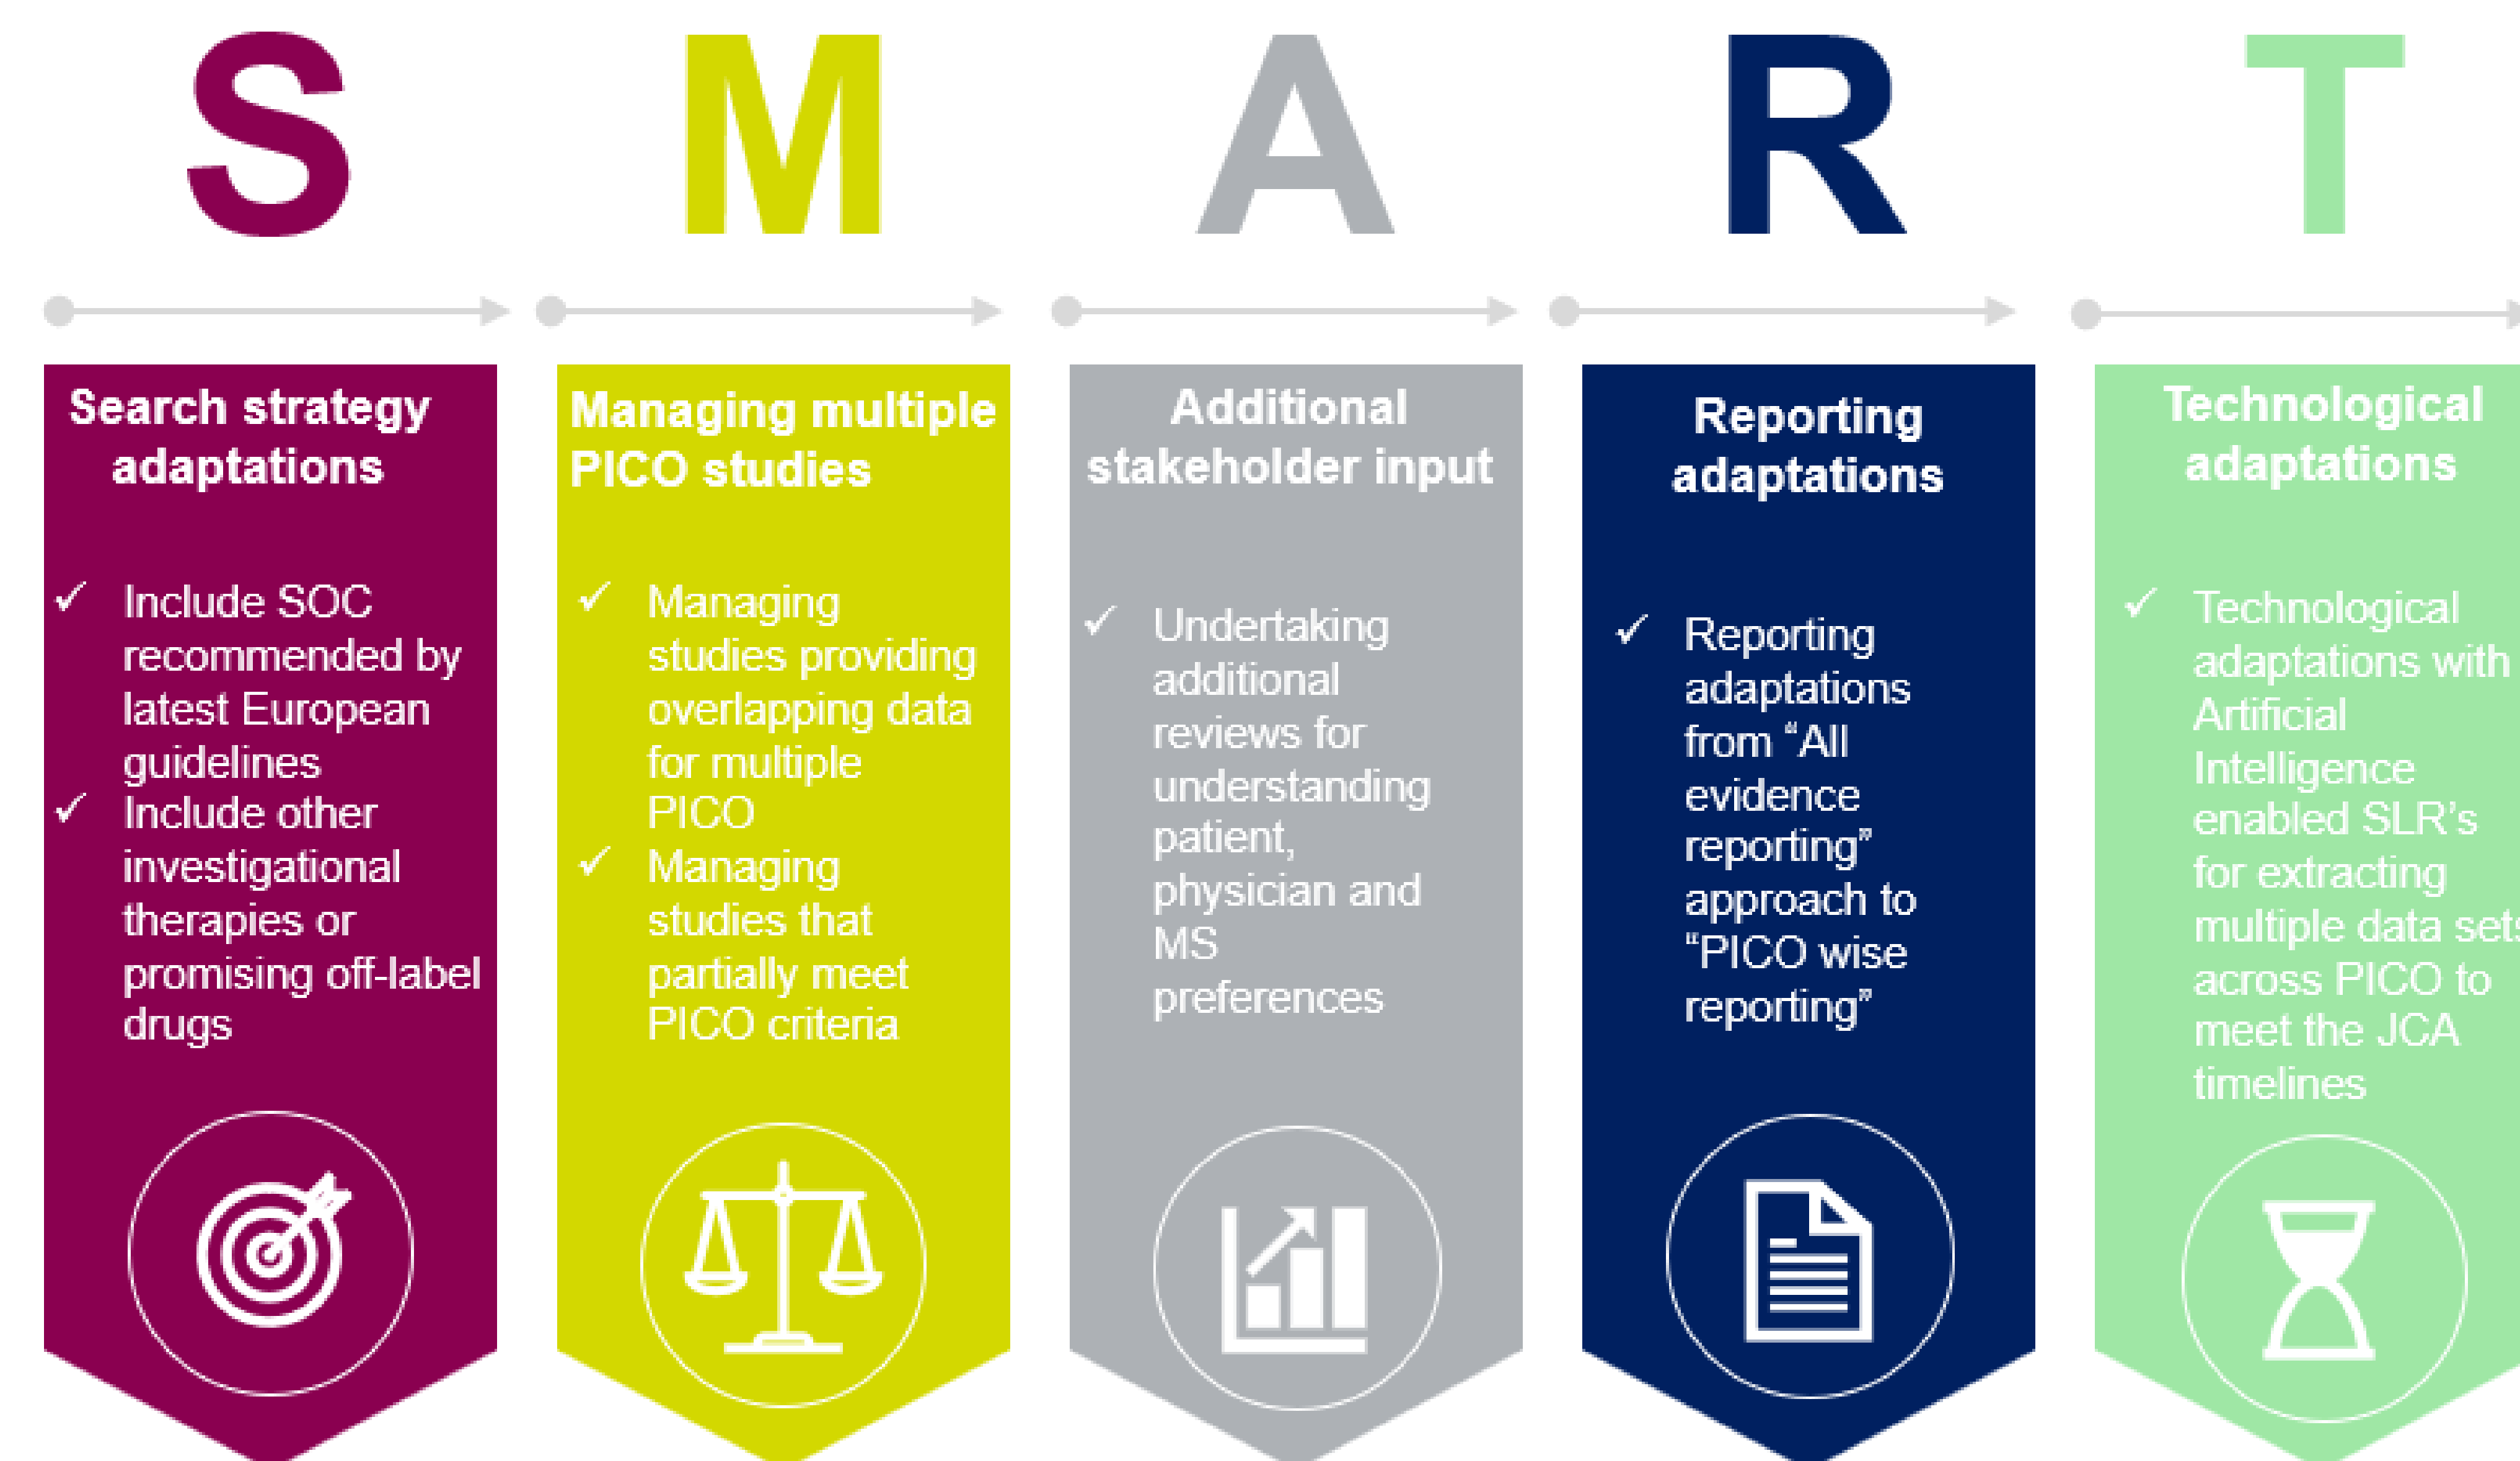 S
M
A
R
T
Search strategy
adaptations
✓ Include SOC
recommended by
latest European
guidelines
✓ Include other
investigational
therapies or
promising off-label
drugs
Managing multiple
PICO studies
✓ Managing
studies providing
overlapping data
for multiple
PICO
✓ Managing
studies that
partially meet
PICO criteria
Additional
stakeholder input
✓ Undertaking
additional
reviews for
understanding
patient,
physician and
MS
preferences
Reporting
adaptations
✓ Reporting
adaptations
from “All
evidence
reporting”
approach to
“PICO wise
reporting”
Technological
adaptations
✓ Technological
adaptations with
Artificial
Intelligence
enabled SLR’s
for extracting
multiple data sets
across PICO to
meet the JCA
timelines